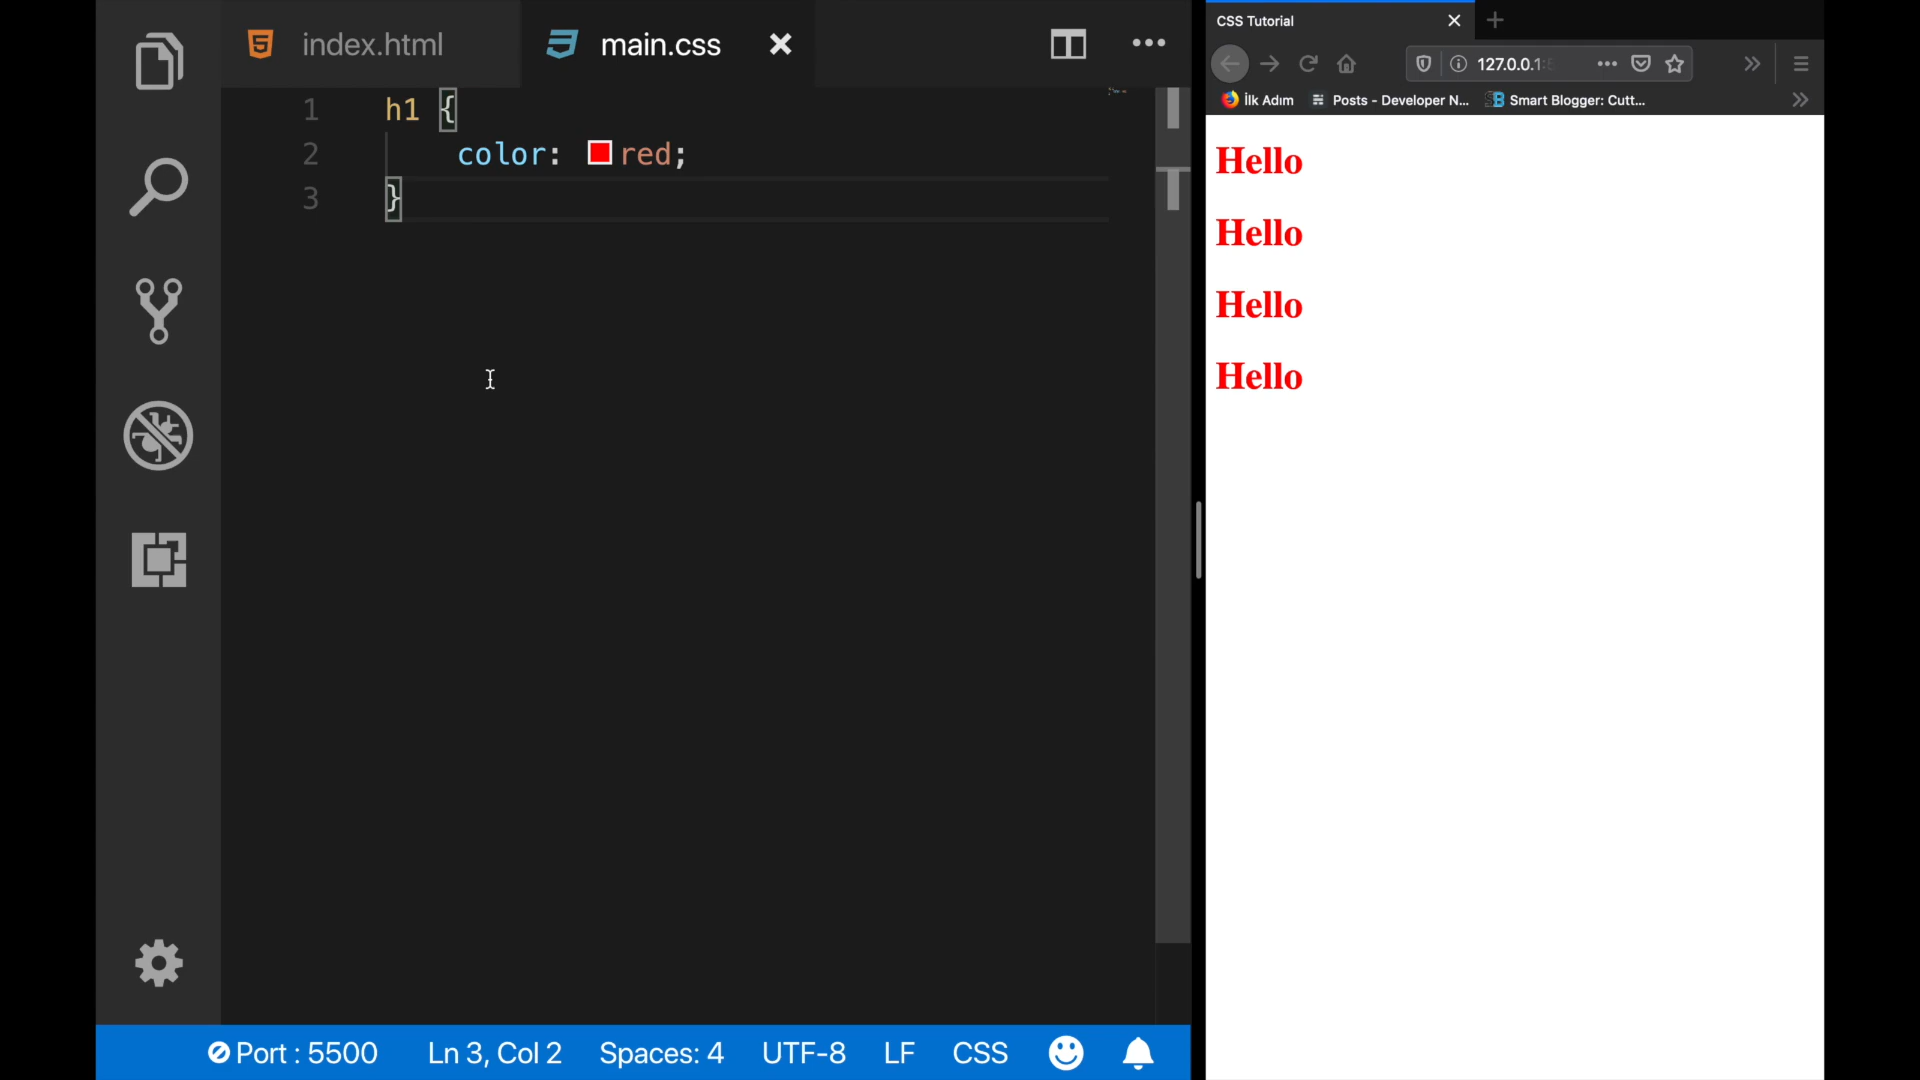 index.html
main.css
1 h1 {
2 color: red;
3 }
Port : 5500
Ln 3, Col 2
Spaces: 4
UTF-8
LF
CSS
CSS Tutorial
127.0.0.1:
İlk Adım
Posts - Developer N...
Smart Blogger: Cutt...
Hello
Hello
Hello
Hello